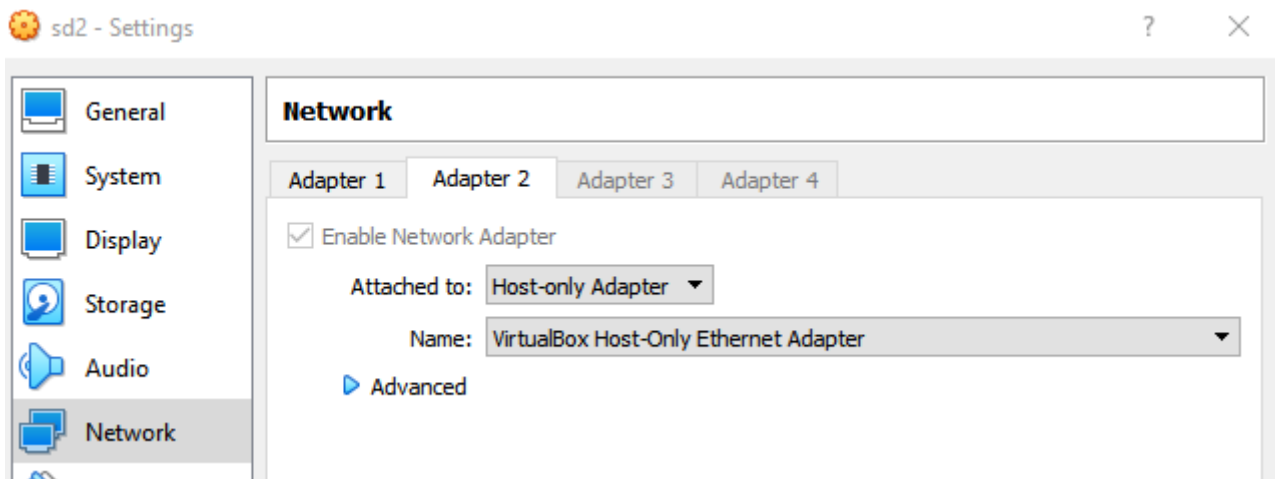 sd2 - Settings
? ×
General
System
Display
Storage
Audio
Network
Network
Adapter 1 Adapter 2 Adapter 3 Adapter 4
Enable Network Adapter
Attached to: Host-only Adapter
Name: VirtualBox Host-Only Ethernet Adapter
Advanced